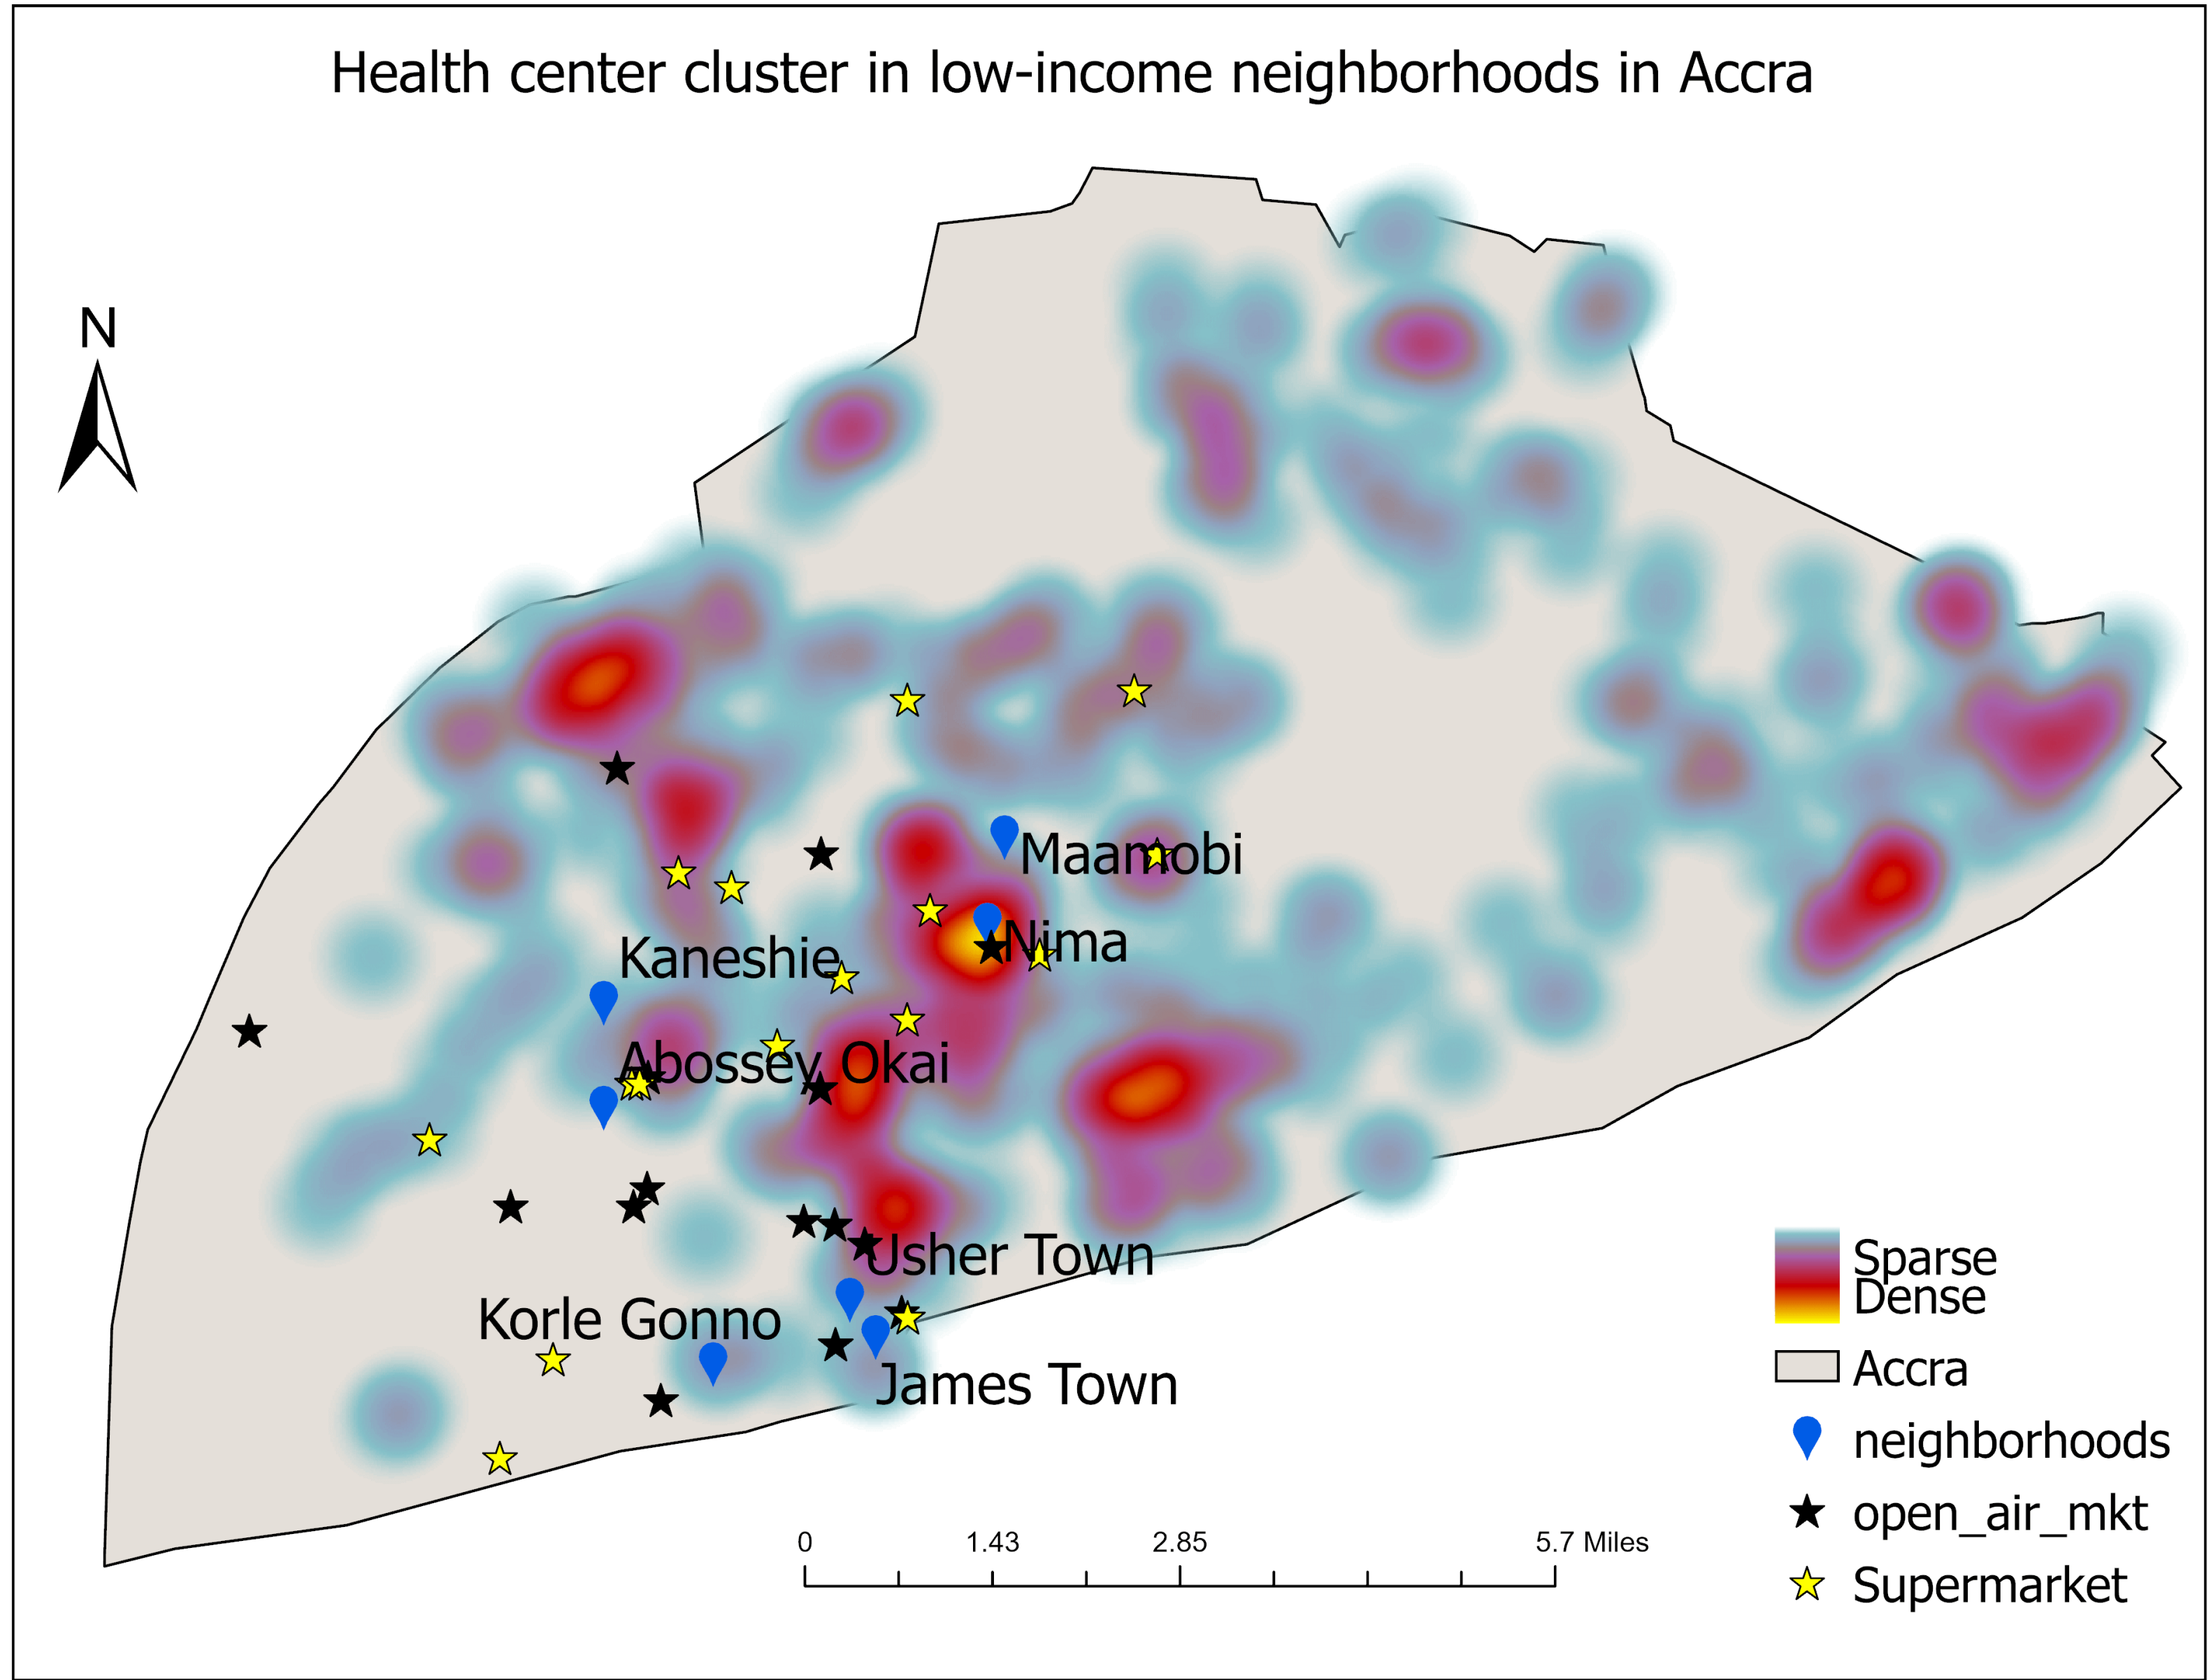 Health center cluster in low-income neighborhoods in Accra
N
Maamobi
Nima
Kaneshie
Abossey Okai
Usher Town
Korle Gonno
James Town
Sparse
Dense
Accra
neighborhoods
open_air_mkt
Supermarket
0 1.43 2.85 5.7 Miles